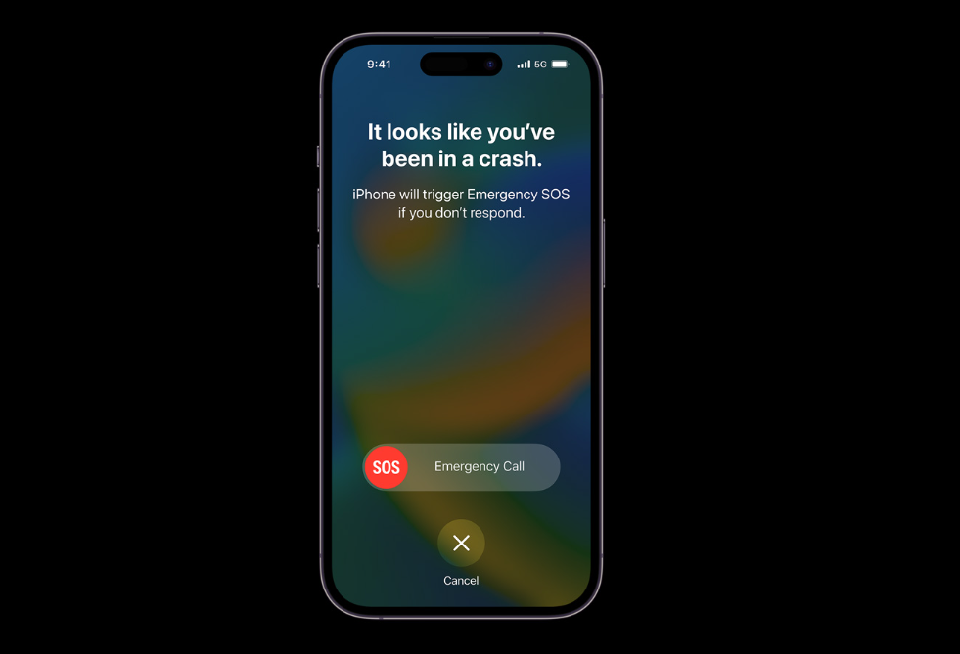 9:41 5G
It looks like you've
been in a crash.
iPhone will trigger Emergency SOS
if you don't respond.
SOS Emergency Call
Cancel